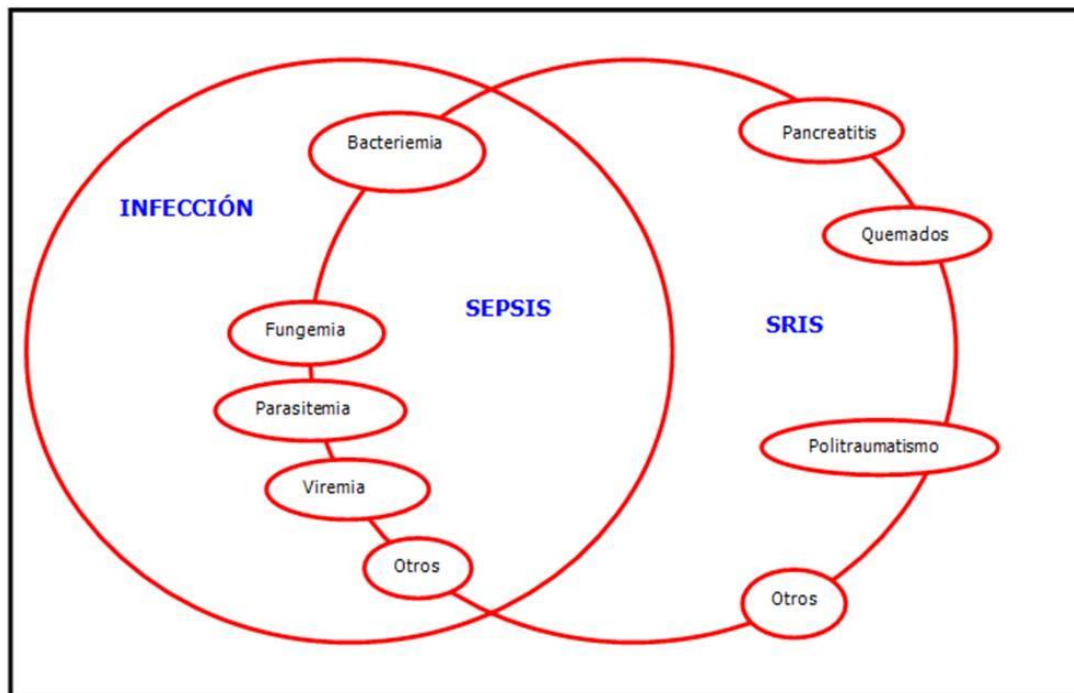 Pancreatitis
Bacteriemia
INFECCIÓN
Quemados
SEPSIS
SRIS
Fungemia
Parasitemia
Politraumatismo
Viremia
Otros
Otros